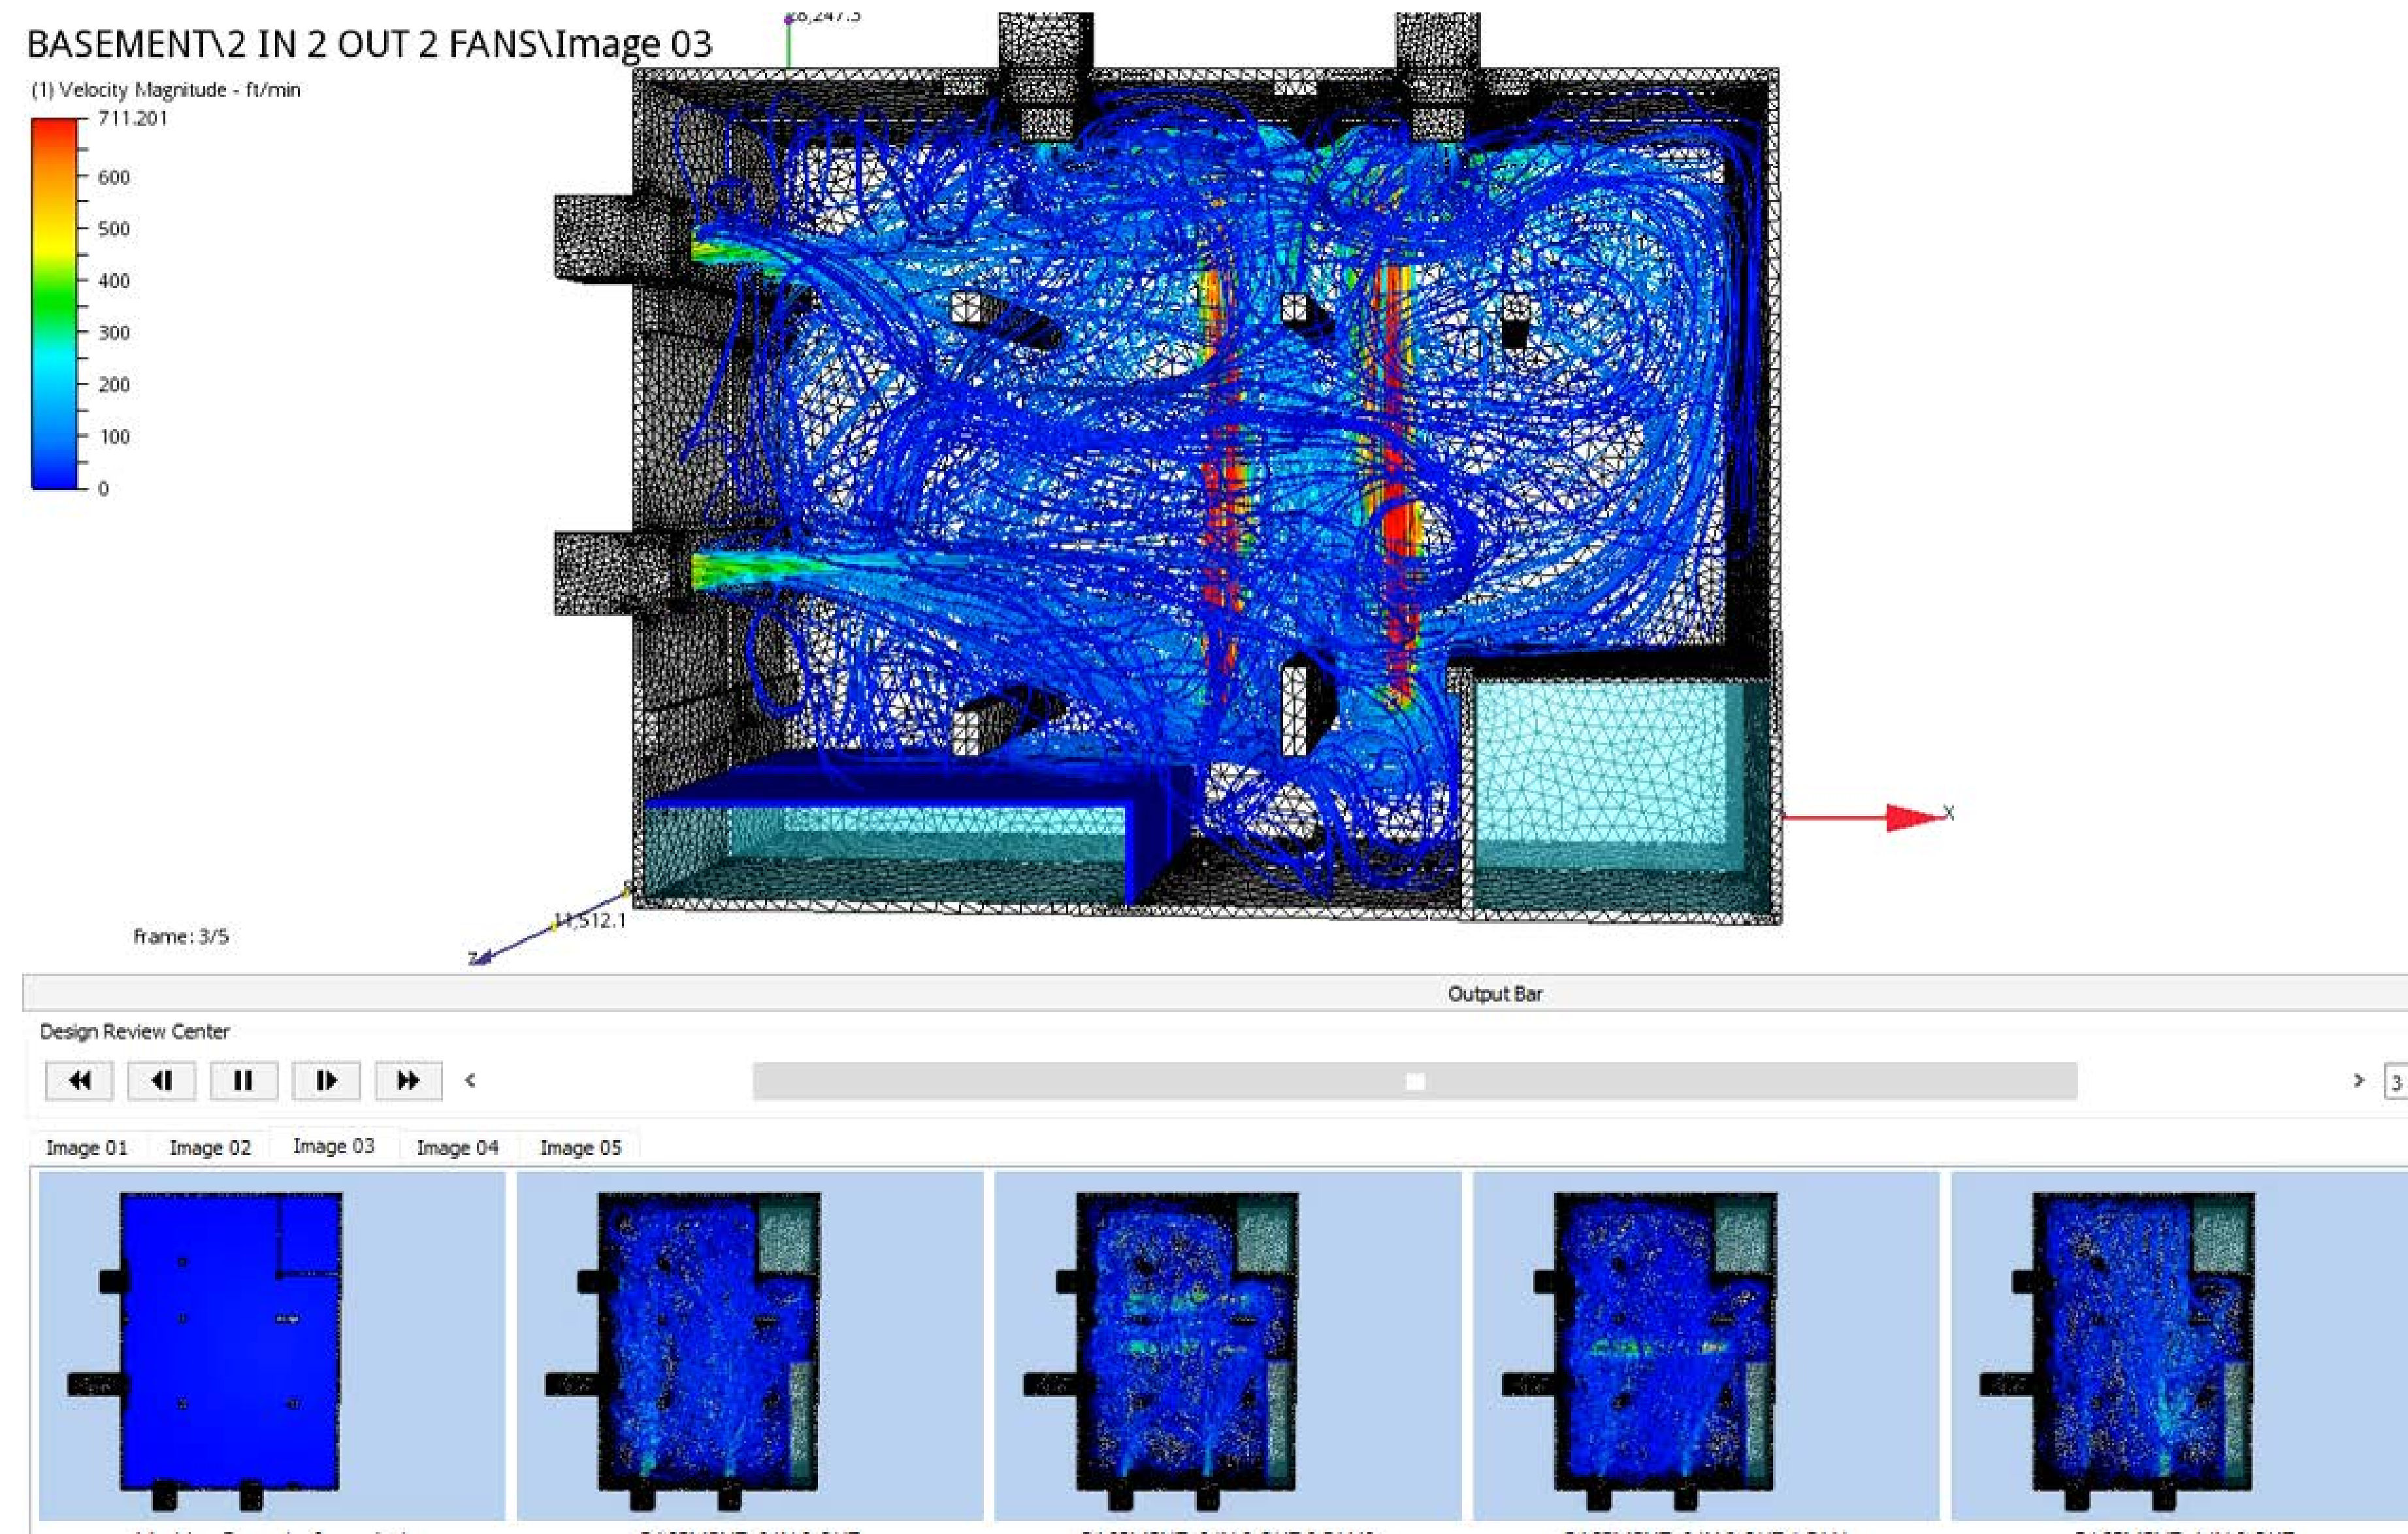 BASEMENT\2 IN 2 OUT 2 FANS\Image 03
(1) Velocity Magnitude - ft/min
711.201
600
500
400
300
200
100
0
X
11,512.1
Z
Frame: 3/5
Output Bar
Design Review Center
< > 3
Image 01 Image 02 Image 03 Image 04 Image 05